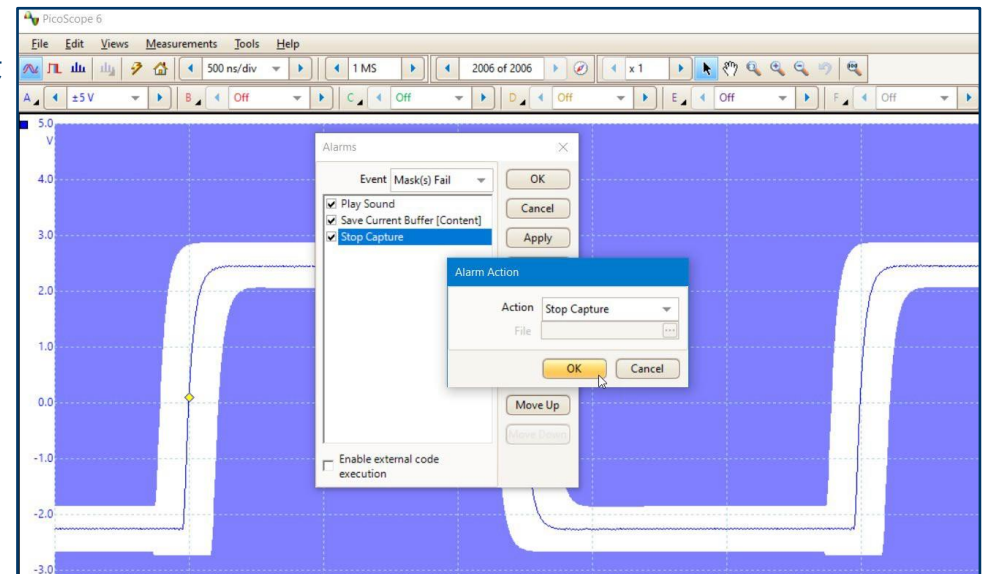 PicoScope 6
File Edit Views Measurements Tools Help
500 ns/div 1 MS 2006 of 2006 x 1
A ±5 V B Off C Off D Off E Off F Off
5.0
V
4.0
3.0
2.0
1.0
0.0
-1.0
-2.0
-3.0
Alarms
Event Mask(s) Fail
Play Sound
Save Current Buffer [Content]
Stop Capture
OK
Cancel
Apply
Alarm Action
Action Stop Capture
File
OK Cancel
Move Up
Move Down
Enable external code
execution